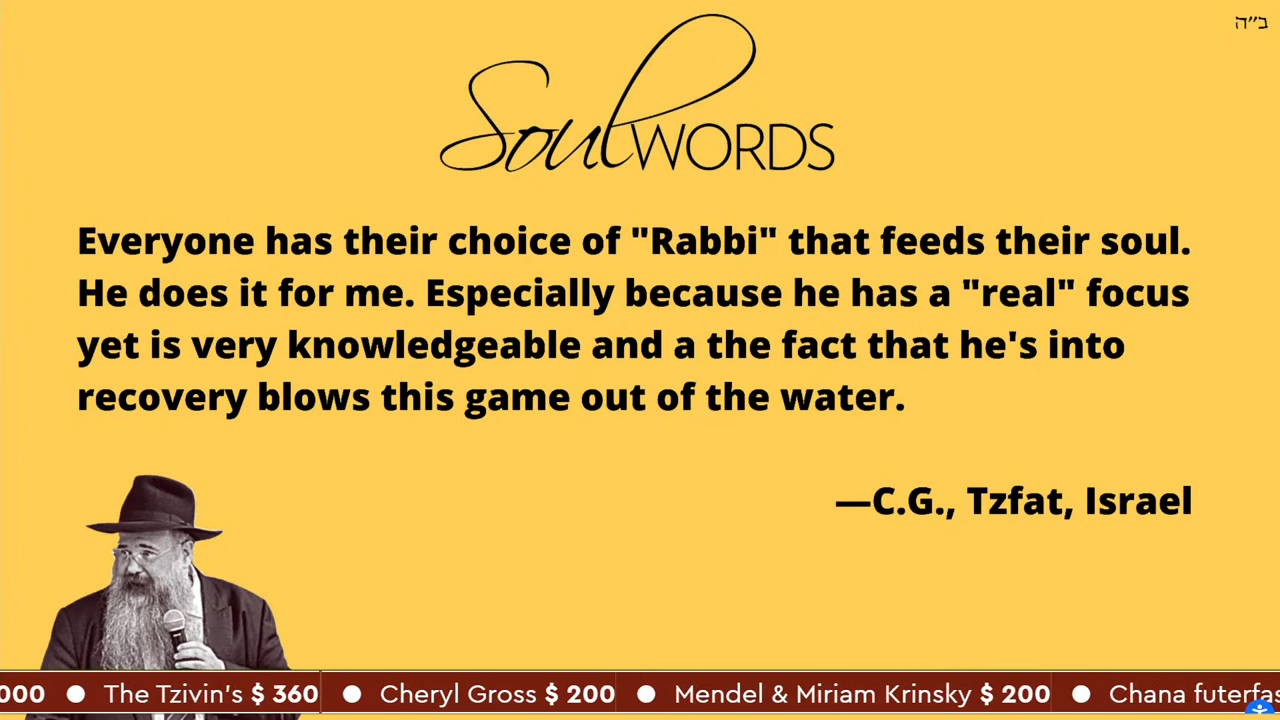 ב"ה
SoulWORDS
Everyone has their choice of "Rabbi" that feeds their soul.
He does it for me. Especially because he has a "real" focus
yet is very knowledgeable and a the fact that he's into
recovery blows this game out of the water.
—C.G., Tzfat, Israel
000 ● The Tzivin's $ 360 ● Cheryl Gross $ 200 ● Mendel & Miriam Krinsky $ 200 ● Chana